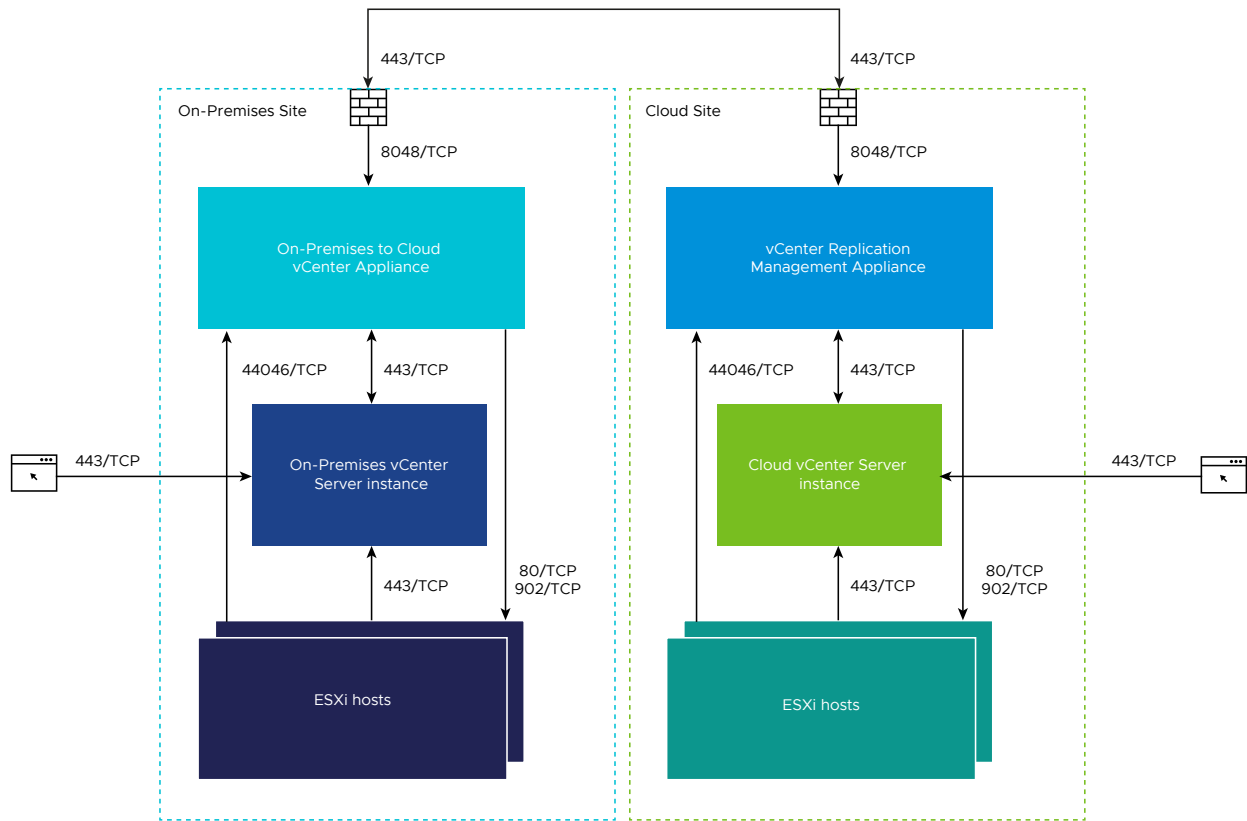 443/TCP
443/TCP
On-Premises Site
Cloud Site
8048/TCP
8048/TCP
On-Premises to Cloud
vCenter Appliance
vCenter Replication
Management Appliance
44046/TCP
443/TCP
44046/TCP
443/TCP
443/TCP
On-Premises vCenter
Server instance
Cloud vCenter Server
instance
443/TCP
443/TCP
80/TCP
902/TCP
443/TCP
80/TCP
902/TCP
ESXi hosts
ESXi hosts